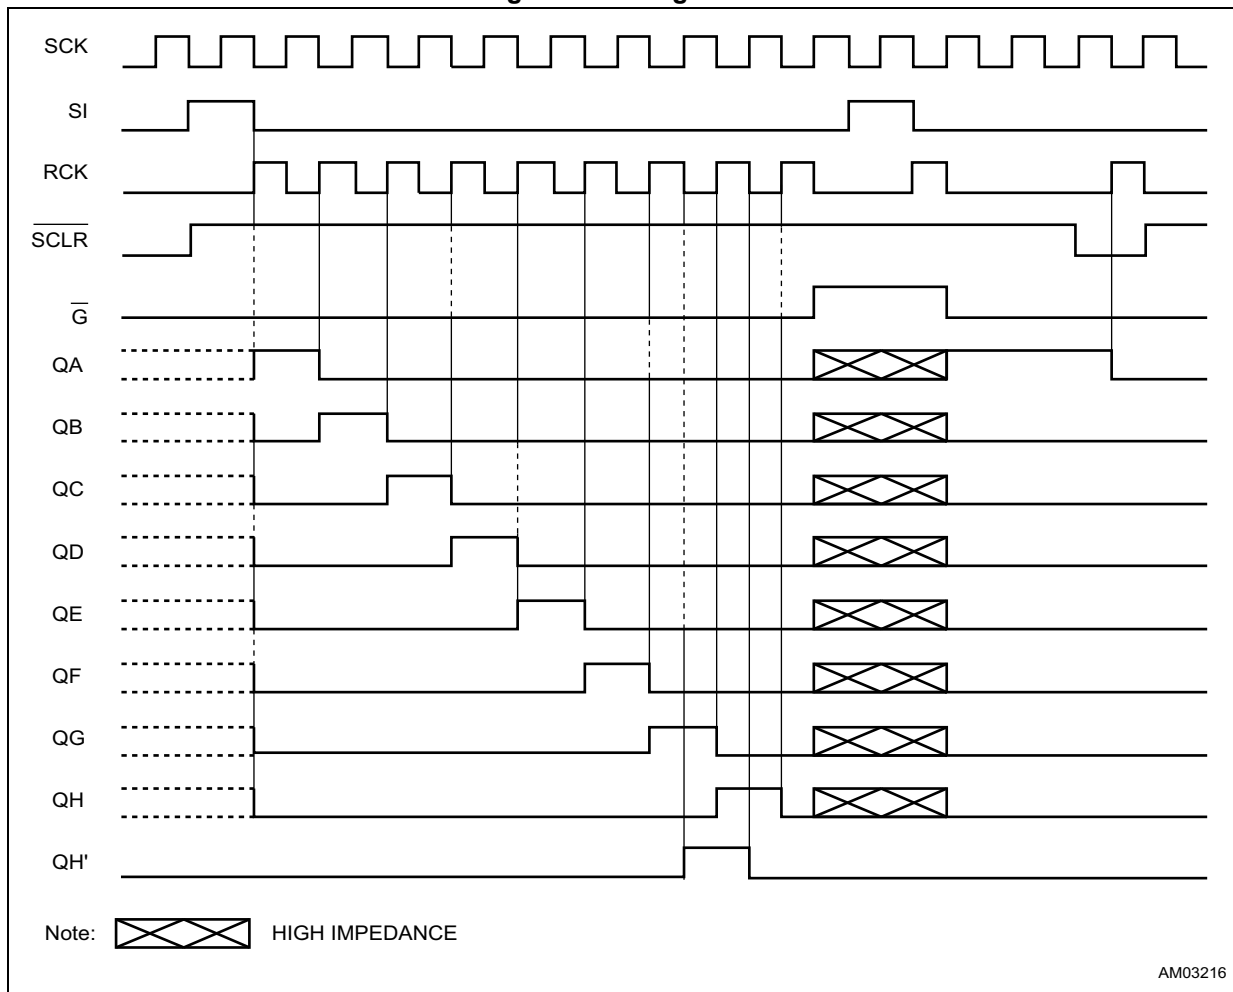 SCK
SI
RCK
SCLR
G
QA
QB
QC
QD
QE
QF
QG
QH
QH'
Note: HIGH IMPEDANCE
AM03216